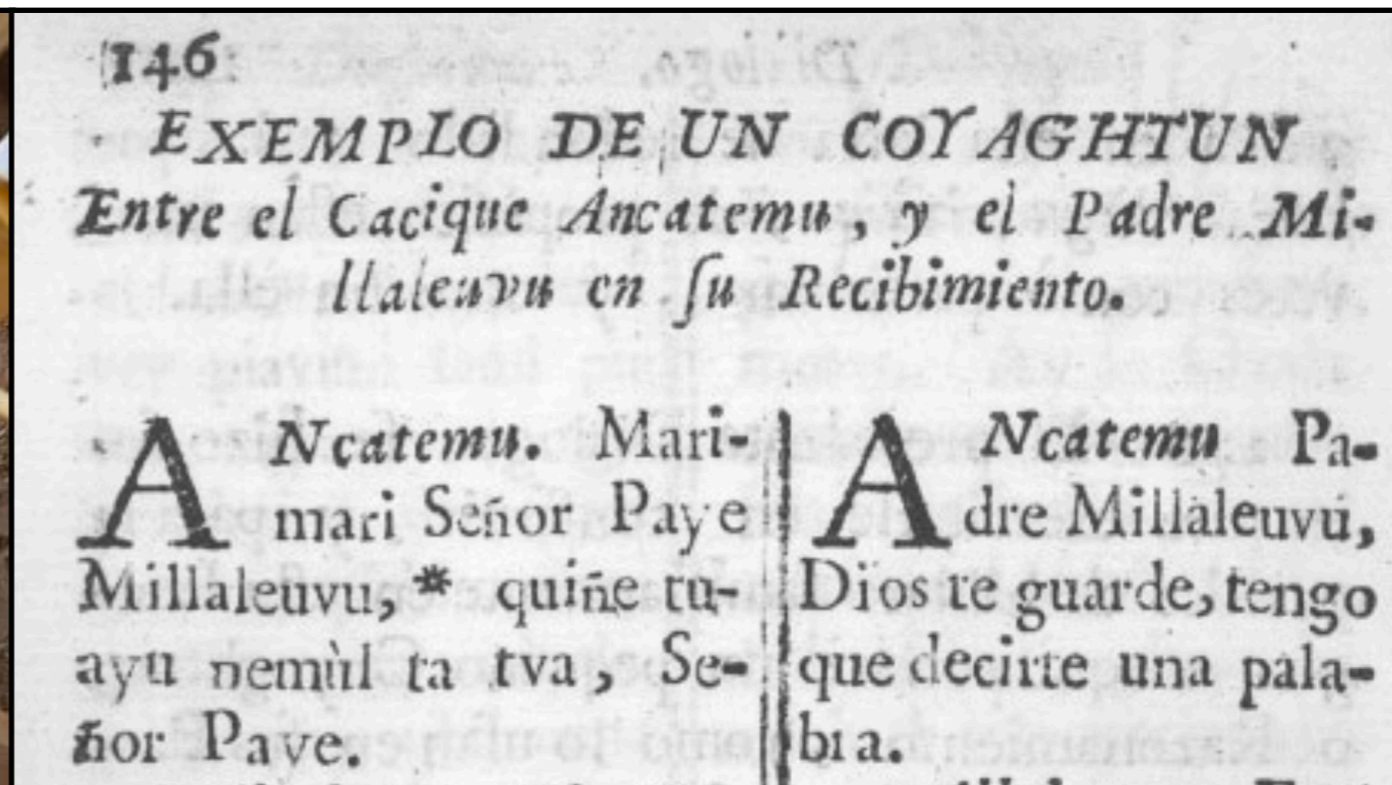 146
EXEMPLO DE UN COYAGHTUN
Entre el Cacique Ancatemu, y el Padre Mi-
llaleuvu en ſu Recibimiento.
ANcatemu. Mari-
mari Señor Paye
Millaleuvu,* quiñe tu-
ayu nemùl ta tva, Se-
ñor Paye.
ANcatemu Pa-
dre Millaleuvu,
Dios te guarde, tengo
que decirte una pala-
bra.